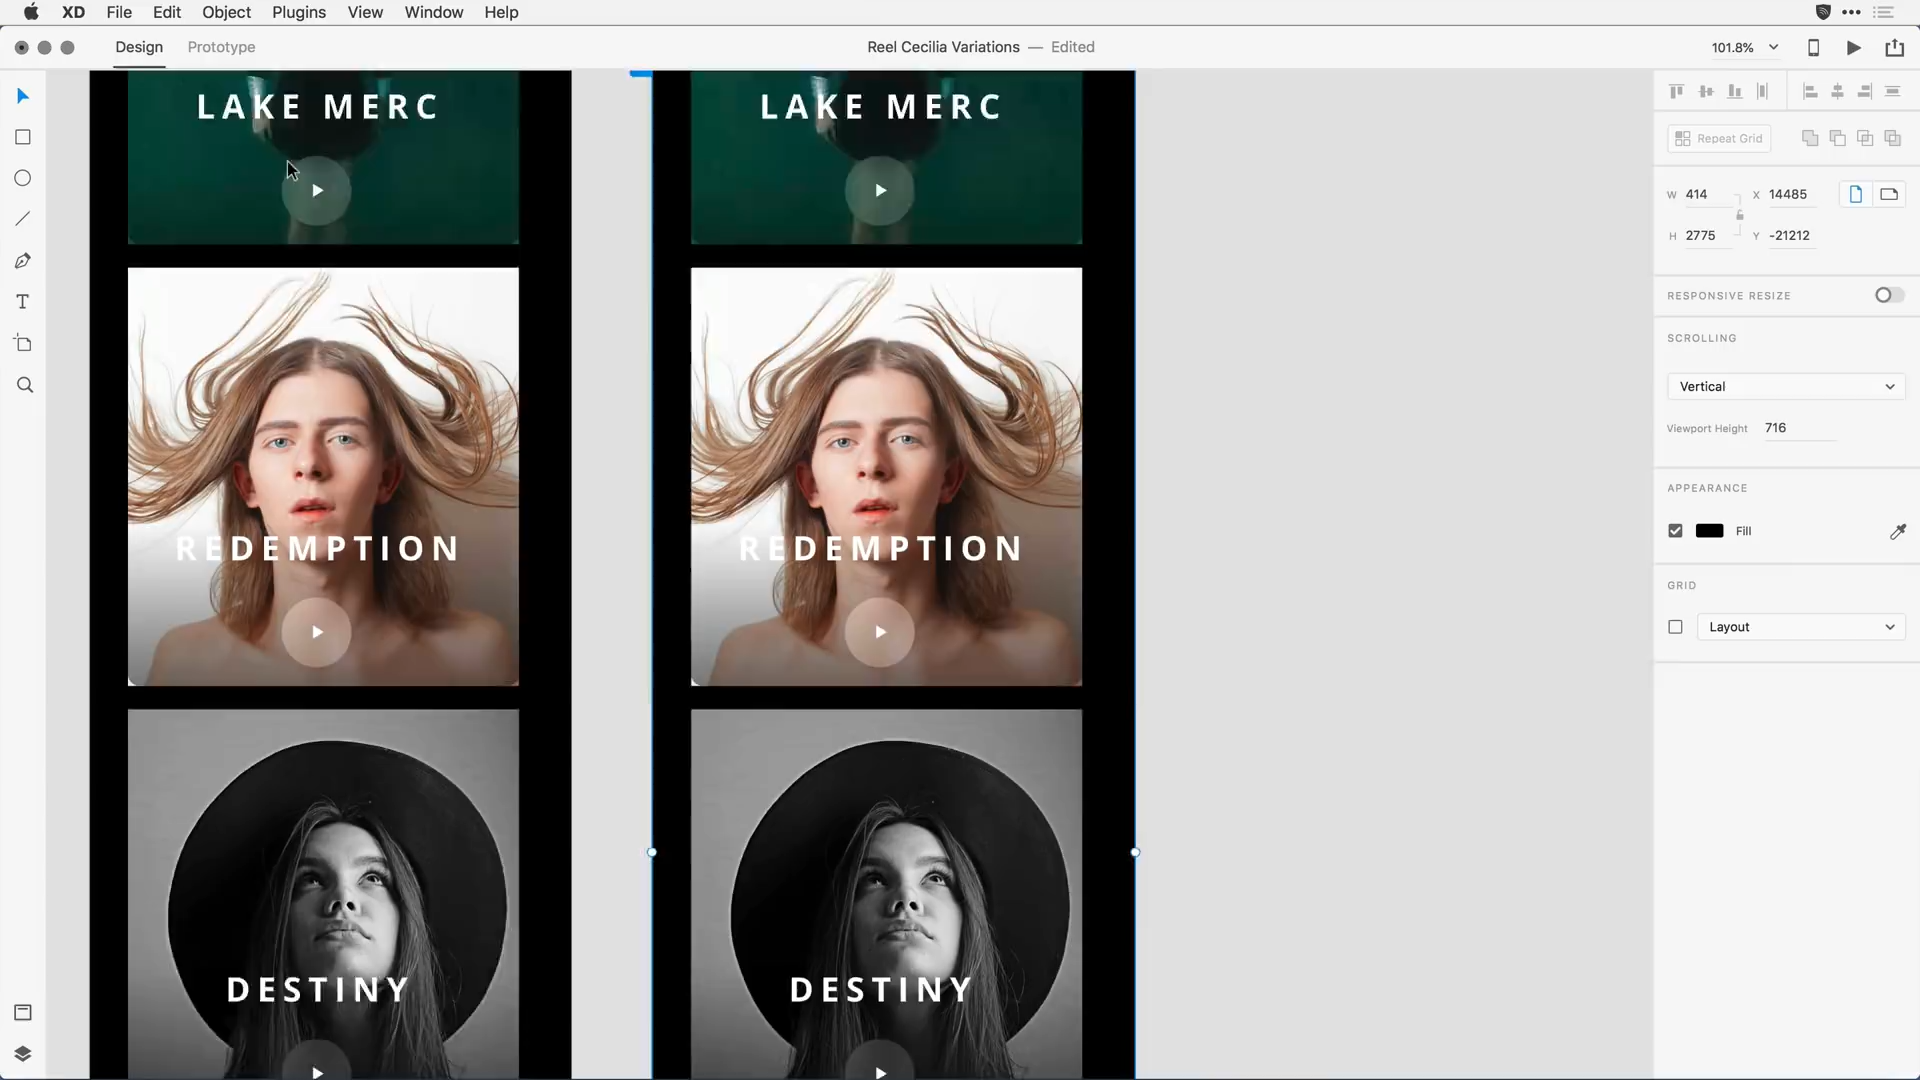 XD File Edit Object Plugins View Window Help
Design Prototype Reel Cecilia Variations — Edited 101.8%
LAKE MERC LAKE MERC
Repeat Grid
W 414 X 14485
H 2775 Y -21212
RESPONSIVE RESIZE
SCROLLING
Vertical
Viewport Height 716
APPEARANCE
Fill
REDEMPTION REDEMPTION
GRID
Layout
DESTINY DESTINY